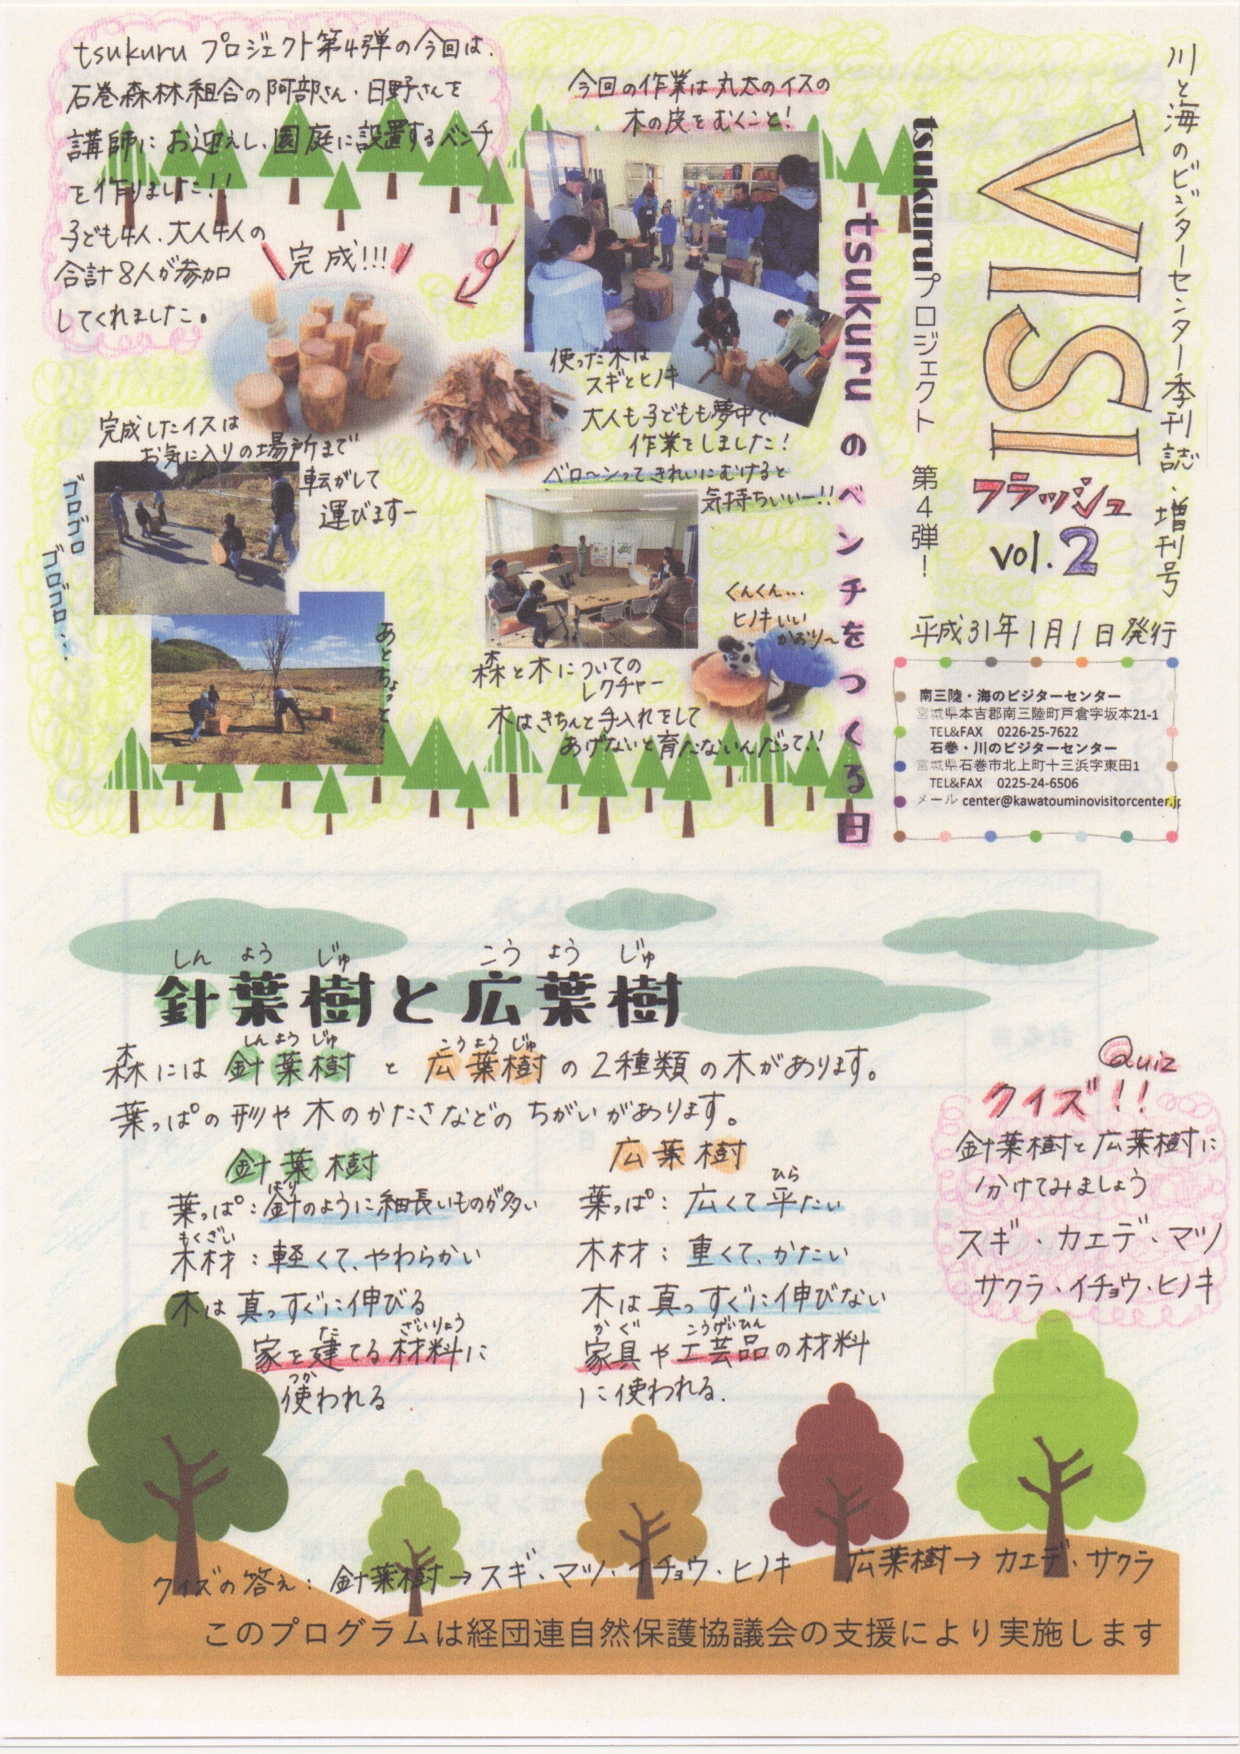 川と海のビジターセンター季刊誌・増刊号
VISI
フラッシュ
vol.2
平成31年1月1日発行
南三陸・海のビジターセンター
宮城県本吉郡南三陸町戸倉字坂本21-1
TEL&FAX 0226-25-7622
石巻・川のビジターセンター
宮城県石巻市北上町十三浜字東田1
TEL&FAX 0225-24-6506
メール center@kawatouminovisitorcenter.jp
tsukuruプロジェクト 第4弾!
tsukuruのベンチをつくる日
tsukuruプロジェクト第4弾の今回は、
石巻森林組合の阿部さん・日野さんを
講師にお迎えし、園庭に設置するベンチ
を作りました!!
子ども4人、大人4人の
合計8人が参加
してくれました。
今回の作業は丸太のイスの
木の皮をむくこと!
完成!!!
使った木は
スギとヒノキ
大人も子どもも夢中で
作業をしました!
ベロ〜ンってきれいにむけると
気持ちいいー!!
完成したイスは
お気に入りの場所まで
転がして
運びますー
ゴロゴロ
ゴロゴロ…
あとちょっと
森と木についての
レクチャー
木はきちんと手入れをして
あげないと育たないんだって!!
くんくん…
ヒノキいい
かおり〜
しん よう じゅ こう よう じゅ
針葉樹と広葉樹
しん よう じゅ こう よう じゅ
森には針葉樹と広葉樹の2種類の木があります。
葉っぱの形や木のかたさなどのちがいがあります。
針葉樹
はり
葉っぱ:針のように細長いものが多い
もくざい
木材:軽くて、やわらかい
木は真っすぐに伸びる
た ざいりょう
家を建てる材料に
つか
使われる
広葉樹
ひら
葉っぱ:広くて平たい
木材:重くて、かたい
木は真っすぐに伸びない
かぐ こうげいひん
家具や工芸品の材料
に使われる.
Quiz
クイズ!!
針葉樹と広葉樹に
分けてみましょう
スギ・カエデ・マツ
サクラ・イチョウ・ヒノキ
クイズの答え:針葉樹→スギ・マツ・イチョウ・ヒノキ 広葉樹→カエデ・サクラ
このプログラムは経団連自然保護協議会の支援により実施します